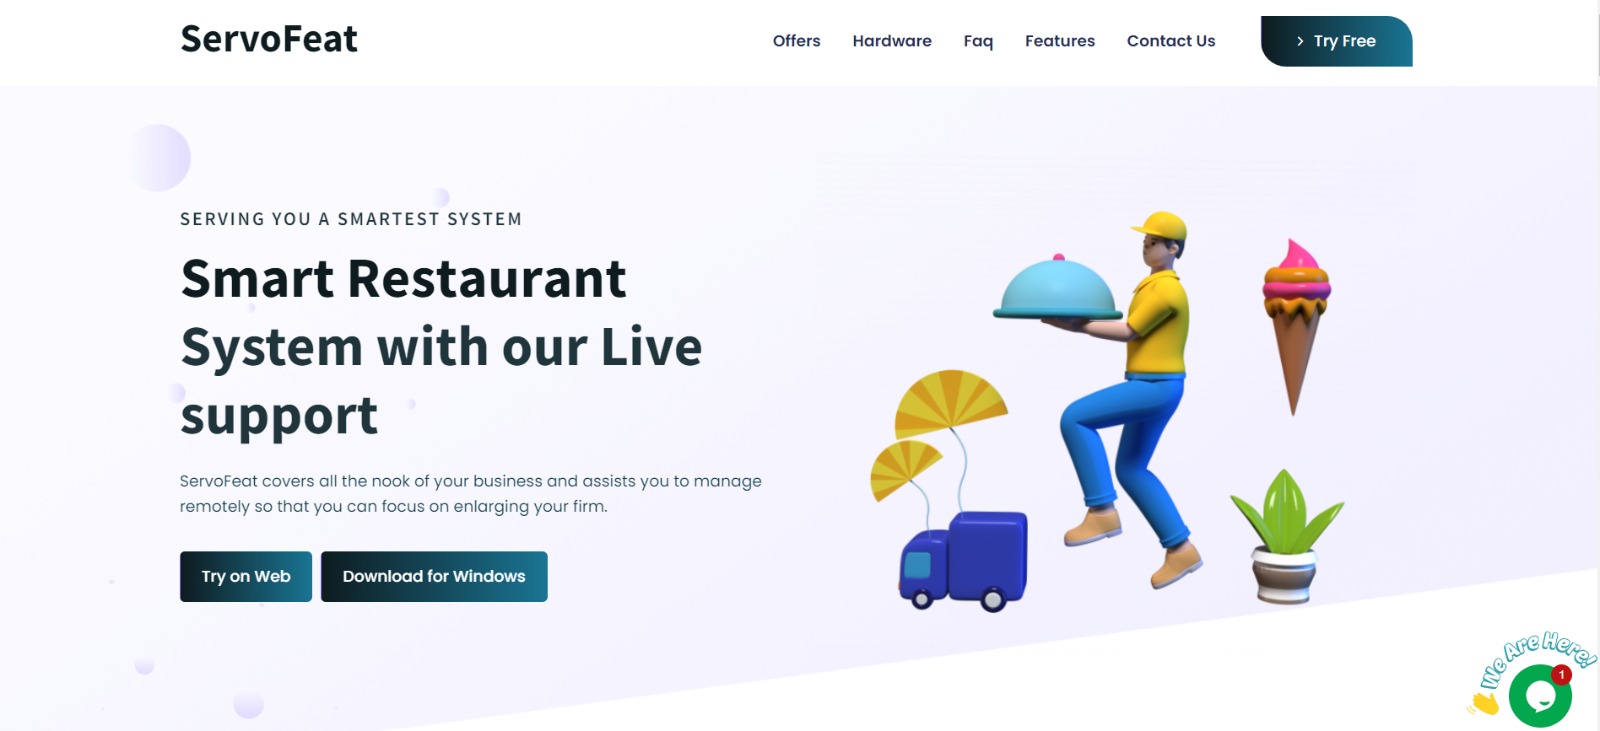 ServoFeat
Offers
Hardware
Faq
Features
Contact Us
Try Free
SERVING YOU A SMARTEST SYSTEM
Smart Restaurant
System with our Live
support
ServoFeat covers all the nook of your business and assists you to manage
remotely so that you can focus on enlarging your firm.
Try on Web
Download for Windows
We Are Here!
1